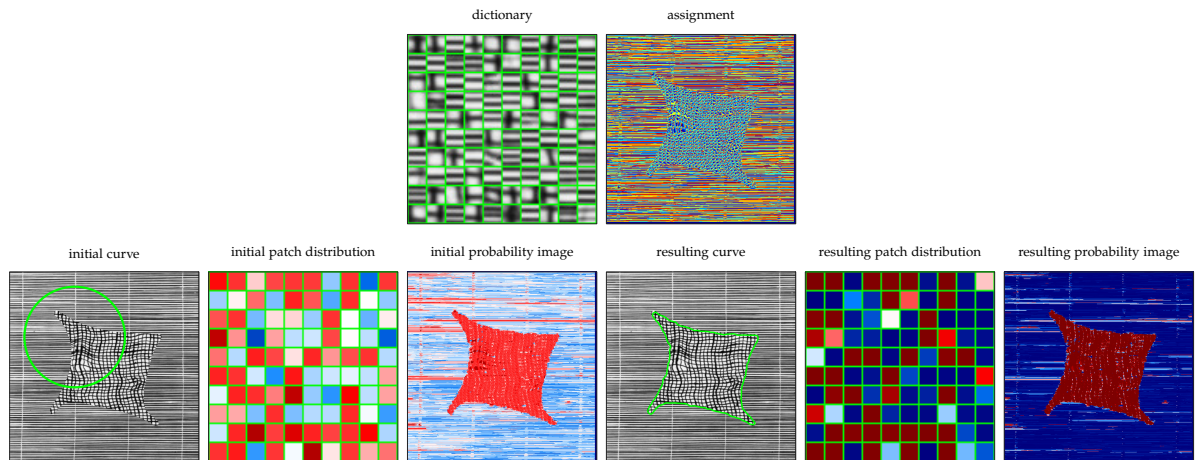 dictionary
assignment
initial curve
initial patch distribution
initial probability image
resulting curve
resulting patch distribution
resulting probability image